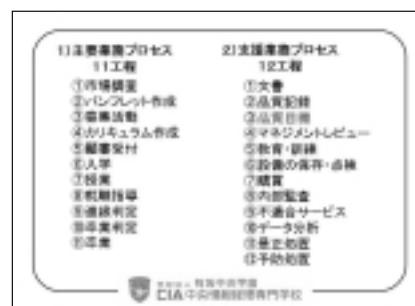 1)主要業務プロセス
11工程
①市場調査
②パンフレット作成
③募集活動
④カリキュラム作成
⑤願書受付
⑥入学
⑦授業
⑧就職指導
⑨進級判定
⑩卒業判定
⑪卒業
2)支援業務プロセス
12工程
①文書
②品質記録
③品質目標
④マネジメントレビュー
⑤教育・訓練
⑥設備の保存・点検
⑦購買
⑧内部監査
⑨不適合サービス
⑩データ分析
⑪是正処置
⑫予防処置
有坂中央学園
CIA 中央情報経理専門学校